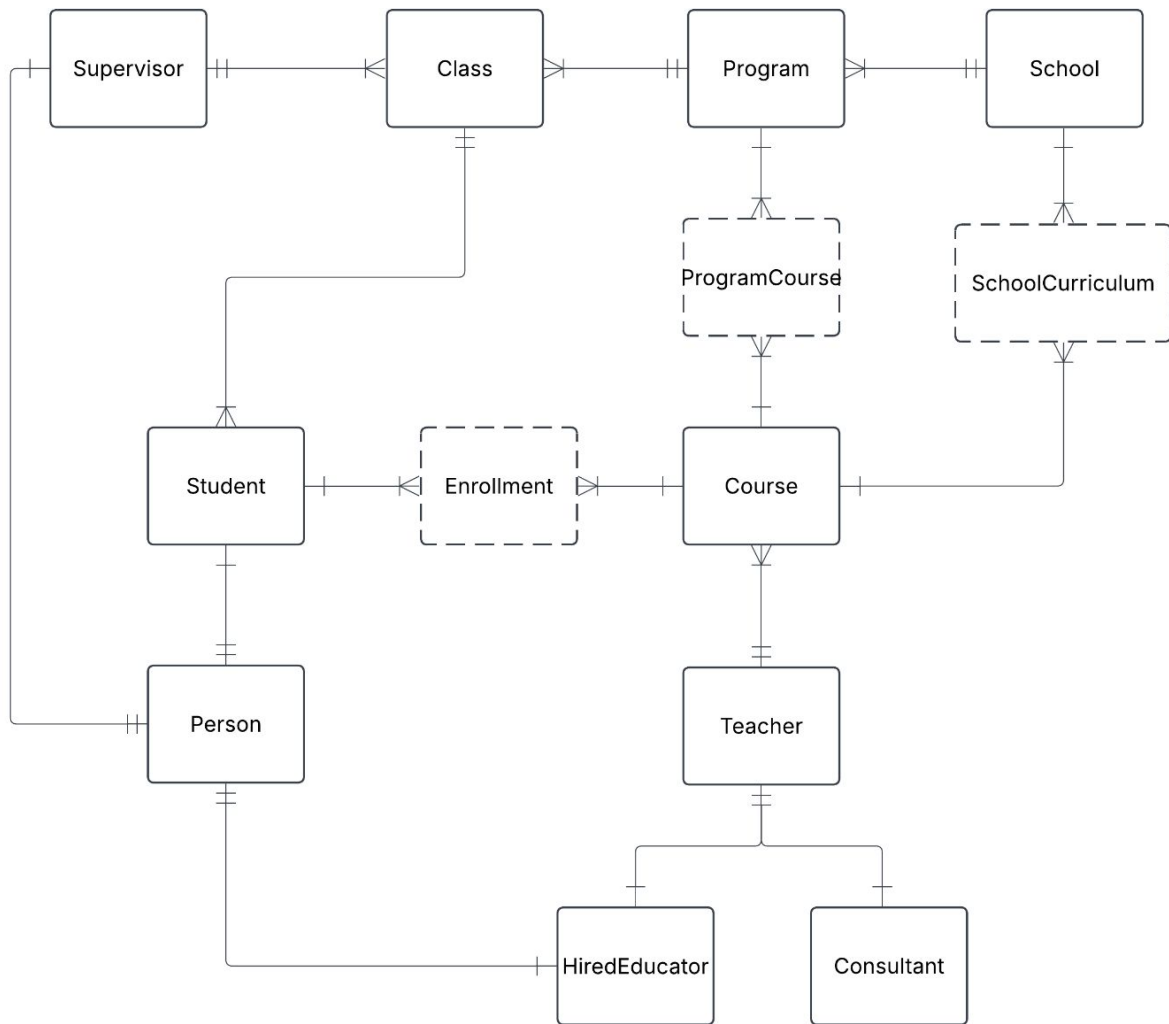 Supervisor
Class
Program
School
ProgramCourse
SchoolCurriculum
Student
Enrollment
Course
Person
Teacher
HiredEducator
Consultant